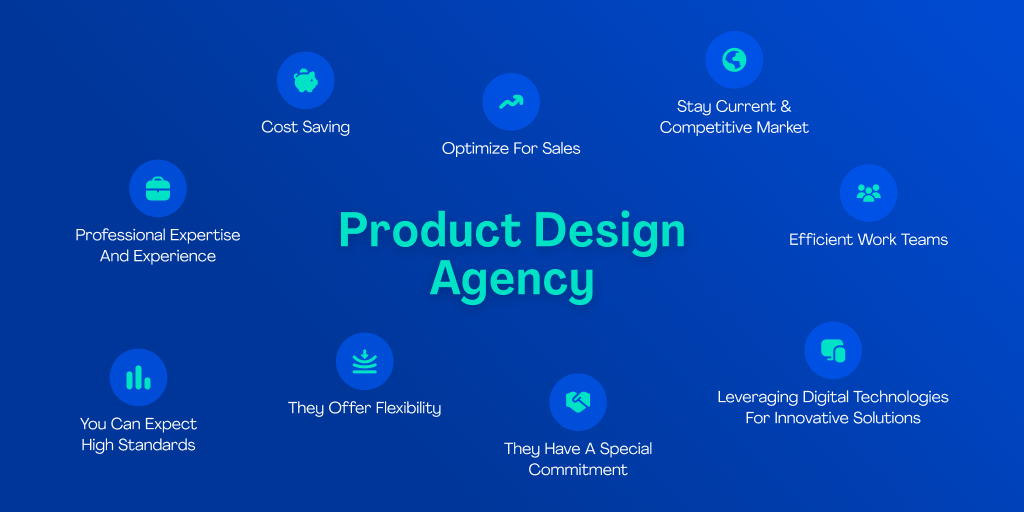 Stay Current &
Competitive Market
Cost Saving
Optimize For Sales
Professional Expertise
And Experience
Efficient Work Teams
Product Design
Agency
Leveraging Digital Technologies
For Innovative Solutions
They Offer Flexibility
You Can Expect
High Standards
They Have A Special
Commitment